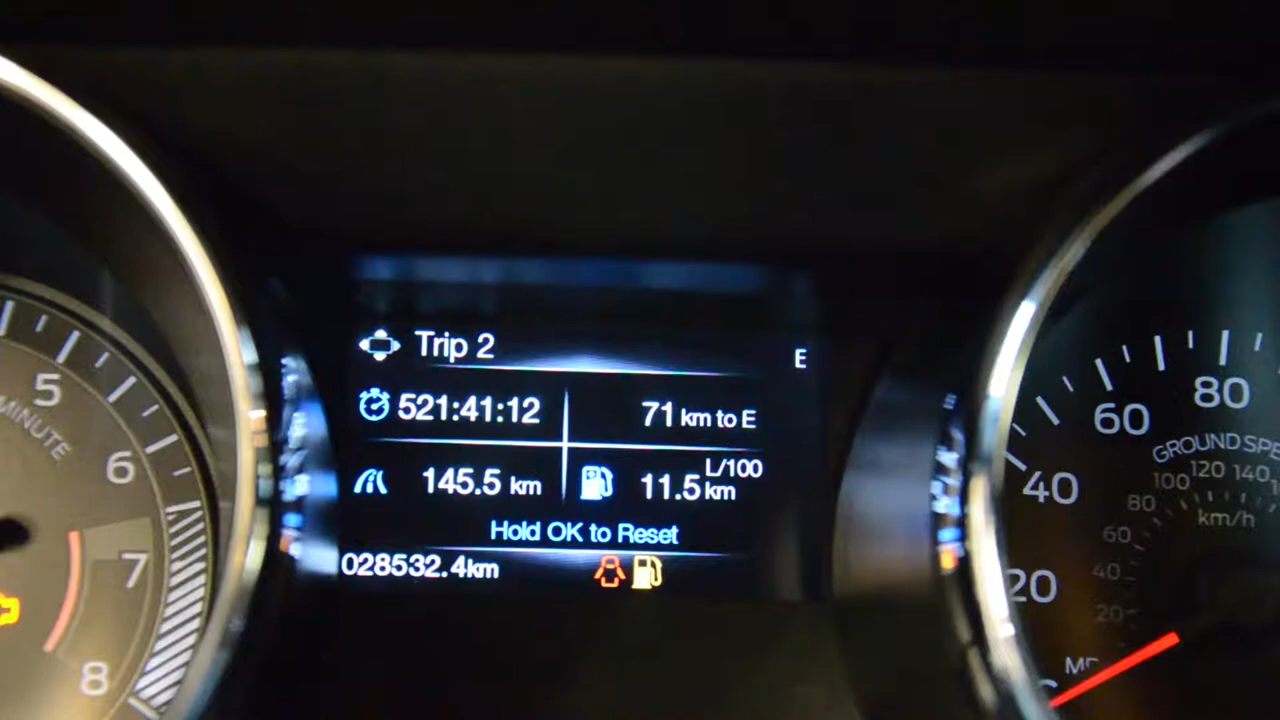 Trip 2
E
521:41:12
71 km to E
145.5 km
11.5 L/100 km
Hold OK to Reset
028532.4km
5
6
7
8
MINUTE
20
40
60
80
GROUND SPE
20
40
60
80
100
120
140
km/h